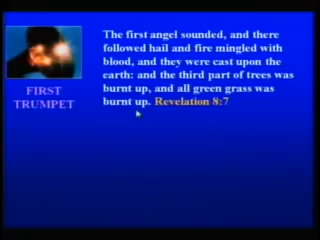 The first angel sounded, and there
followed hail and fire mingled with
blood, and they were cast upon the
earth: and the third part of trees was
burnt up, and all green grass was
burnt up. Revelation 8:7
FIRST
TRUMPET